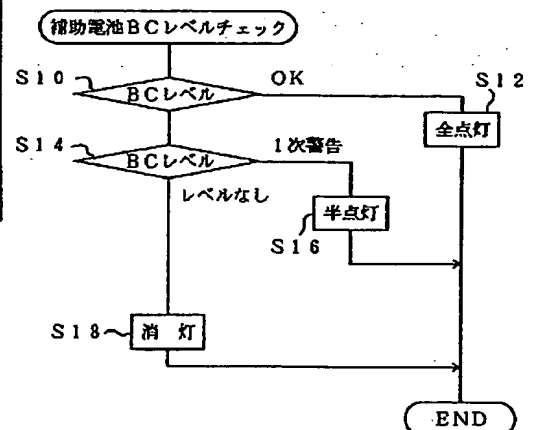 補助電池BCレベルチェック
S10
BCレベル
OK
S12
全点灯
S14
BCレベル
1次警告
レベルなし
半点灯
S16
S18
消 灯
END